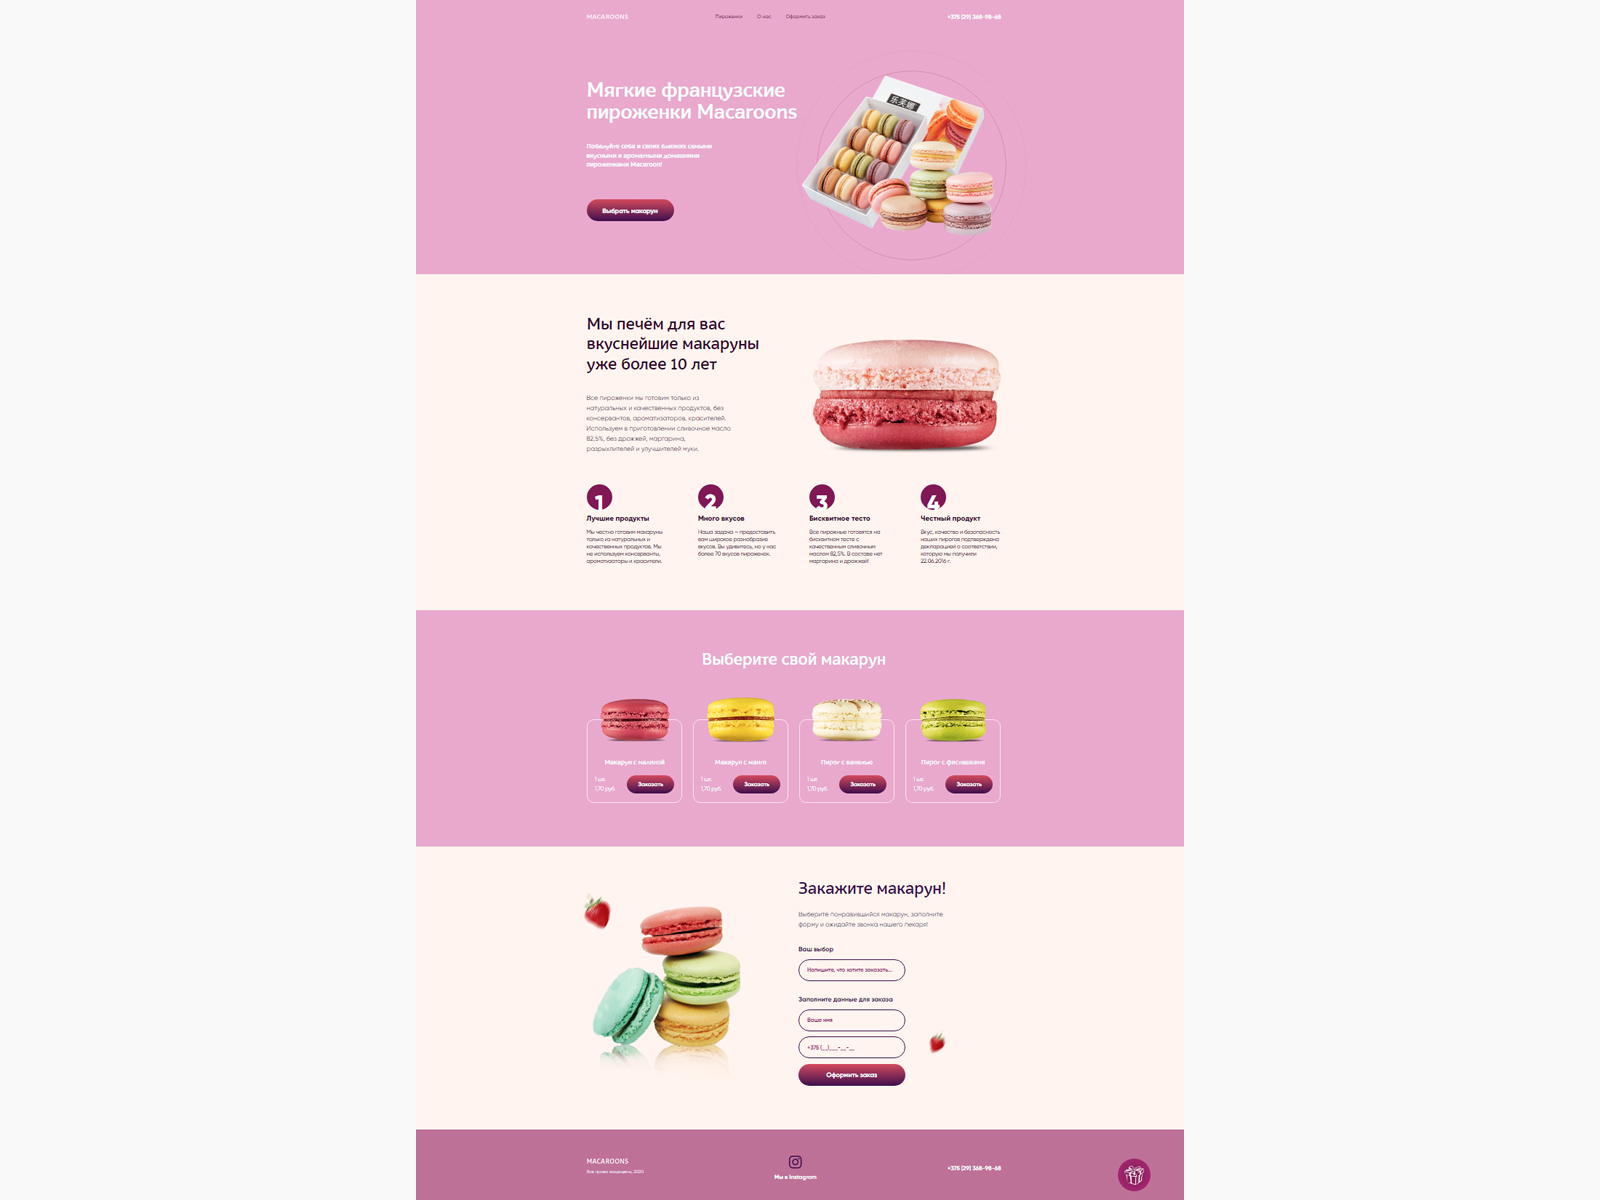 MACAROONS
Пироженки
О нас
Оформить заказ
+375 (29) 368-98-68
Мягкие французские
пироженки Macaroons
Побалуйте себя и своих близких самыми
вкусными и ароматными домашними
пироженками Macaroon!
Выбрать макарун
Мы печём для вас
вкуснейшие макаруны
уже более 10 лет
Все пироженки мы готовим только из
натуральных и качественных продуктов, без
консервантов, ароматизаторов, красителей.
Используем в приготовлении сливочное масло
82,5%, без дрожжей, маргарина,
разрыхлителей и улучшителей муки.
1
Лучшие продукты
Мы честно готовим макаруны
только из натуральных и
качественных продуктов. Мы
не используем консерванты,
ароматизаторы и красители.
2
Много вкусов
Наша задача – предоставить
вам широкое разнобразие
вкусов. Вы удивитесь, но у нас
более 70 вкусов пироженок.
3
Бисквитное тесто
Все пирожные готовятся на
бисквитном тесте с
качественным сливочным
маслом 82,5%. В составе нет
маргарина и дрожжей!
4
Честный продукт
Вкус, качество и безопасность
наших пирогов подтверждена
декларацией о соответствии,
которую мы получили
22.06.2016 г.
Выберите свой макарун
Макарун с малиной
1 шт.
1,70 руб.
Заказать
Макарун с манго
1 шт.
1,70 руб.
Заказать
Пирог с ванилью
1 шт.
1,70 руб.
Заказать
Пирог с фисташками
1 шт.
1,70 руб.
Заказать
Закажите макарун!
Выберите понравившийся макарун, заполните
форму и ожидайте звонка нашего пекаря!
Ваш выбор
Напишите, что хотите заказать...
Заполните данные для заказа
Ваше имя
+375 (__)___-__-__
Оформить заказ
MACAROONS
Все права защищены, 2020
Мы в Instagram
+375 (29) 368-98-68